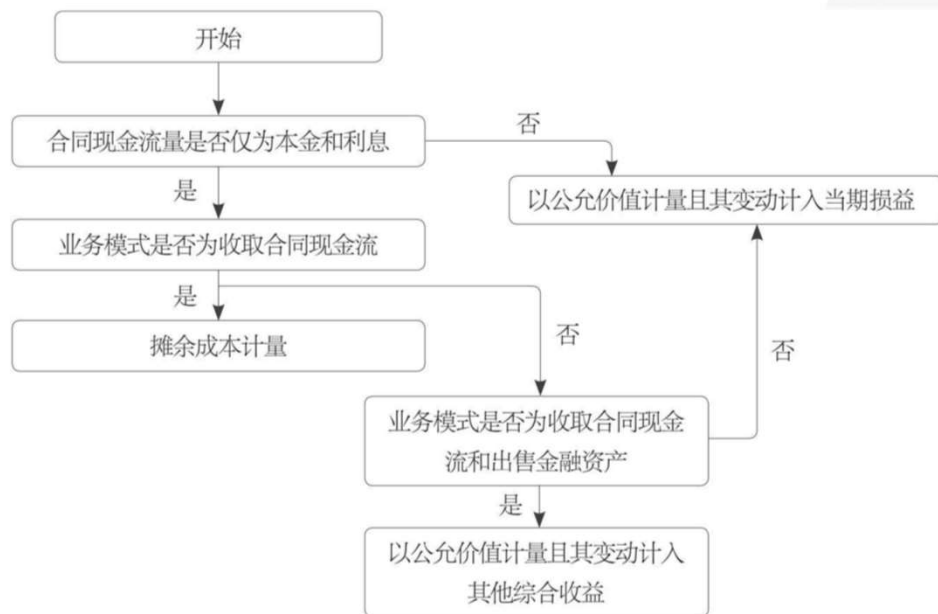 开始
合同现金流量是否仅为本金和利息
否
是
以公允价值计量且其变动计入当期损益
业务模式是否为收取合同现金流
是
摊余成本计量
否
否
业务模式是否为收取合同现金
流和出售金融资产
是
以公允价值计量且其变动计入
其他综合收益